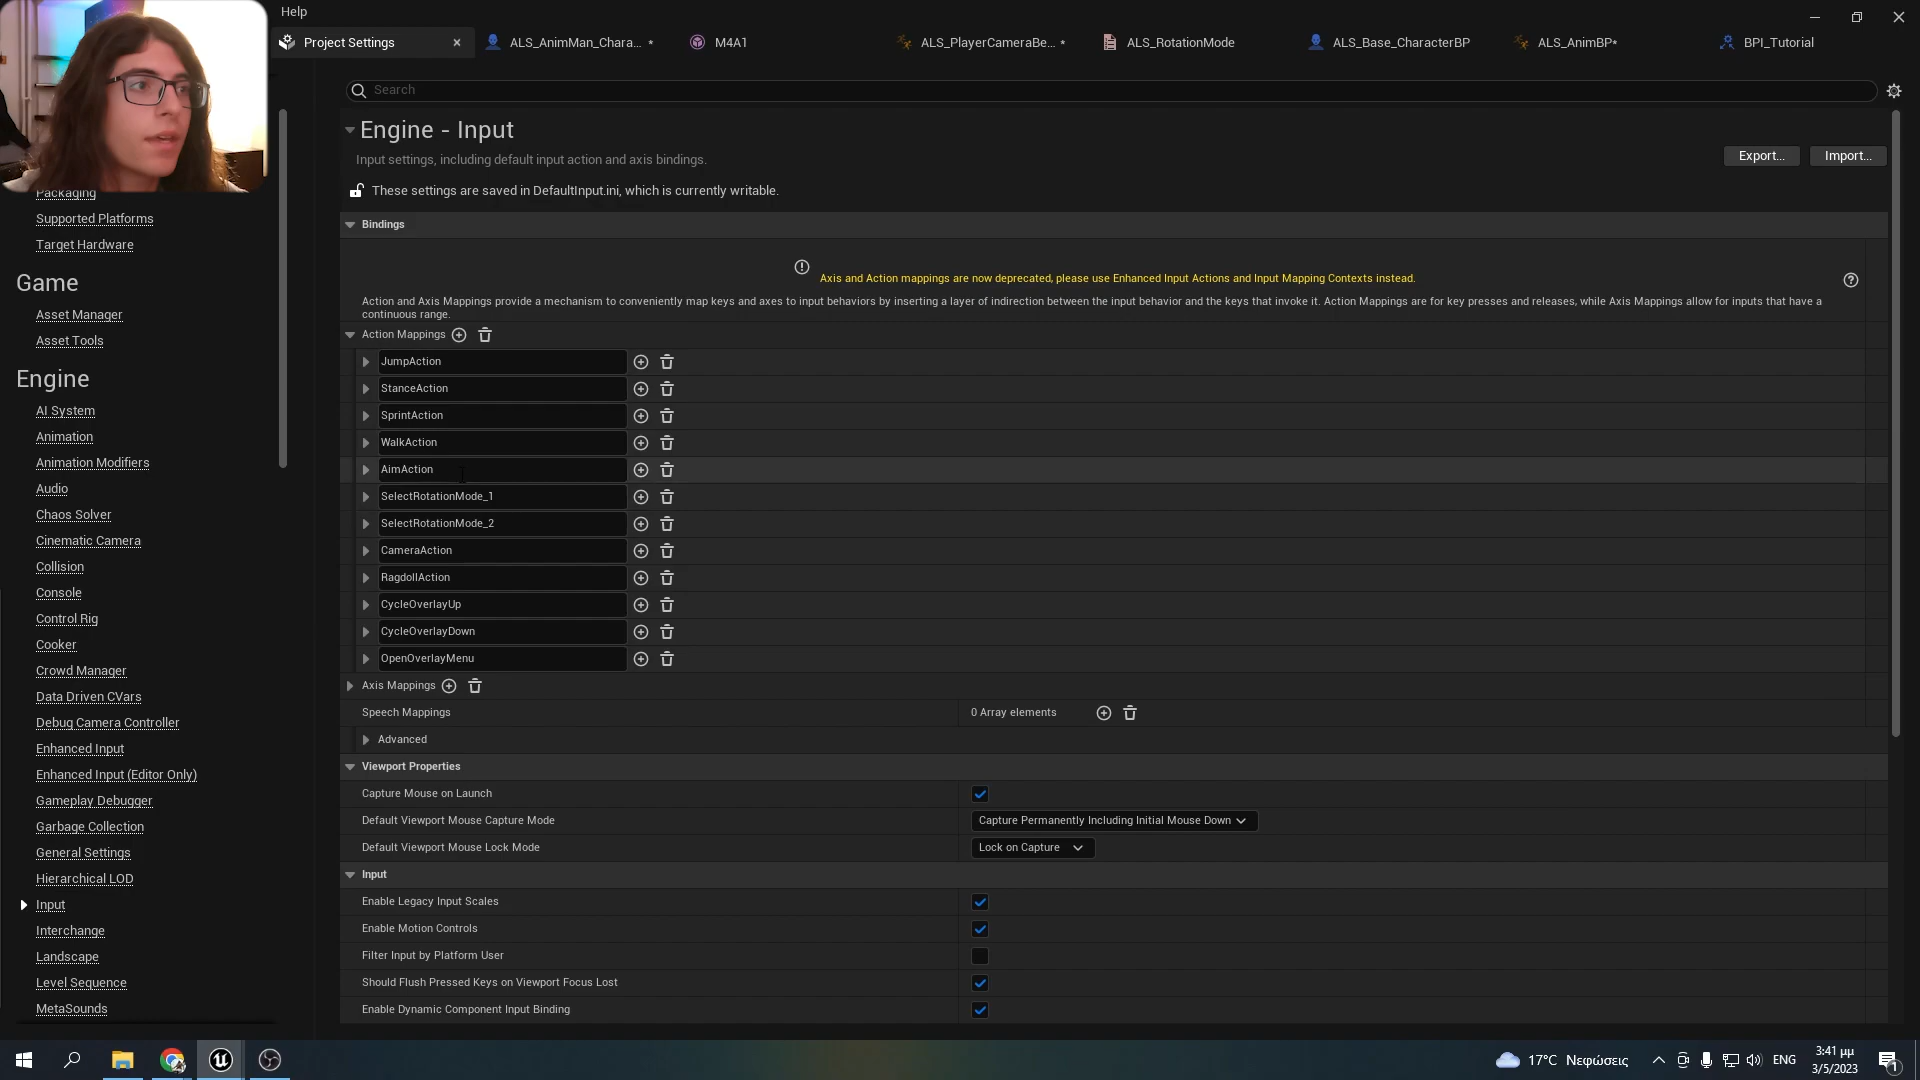 Help
Project Settings
ALS_AnimMan_Chara... *
M4A1
ALS_PlayerCameraBe... *
ALS_RotationMode
ALS_Base_CharacterBP
ALS_AnimBP*
BPI_Tutorial
Search
Engine - Input
Input settings, including default input action and axis bindings.
Export...
Import...
These settings are saved in DefaultInput.ini, which is currently writable.
Bindings
Axis and Action mappings are now deprecated, please use Enhanced Input Actions and Input Mapping Contexts instead.
Action and Axis Mappings provide a mechanism to conveniently map keys and axes to input behaviors by inserting a layer of indirection between the input behavior and the keys that invoke it. Action Mappings are for key presses and releases, while Axis Mappings allow for inputs that have a
continuous range.
Action Mappings
JumpAction
StanceAction
SprintAction
WalkAction
AimAction
SelectRotationMode_1
SelectRotationMode_2
CameraAction
RagdollAction
CycleOverlayUp
CycleOverlayDown
OpenOverlayMenu
Axis Mappings
Speech Mappings
0 Array elements
Advanced
Viewport Properties
Capture Mouse on Launch
Default Viewport Mouse Capture Mode
Capture Permanently Including Initial Mouse Down
Default Viewport Mouse Lock Mode
Lock on Capture
Input
Enable Legacy Input Scales
Enable Motion Controls
Filter Input by Platform User
Should Flush Pressed Keys on Viewport Focus Lost
Enable Dynamic Component Input Binding
Packaging
Supported Platforms
Target Hardware
Game
Asset Manager
Asset Tools
Engine
AI System
Animation
Animation Modifiers
Audio
Chaos Solver
Cinematic Camera
Collision
Console
Control Rig
Cooker
Crowd Manager
Data Driven CVars
Debug Camera Controller
Enhanced Input
Enhanced Input (Editor Only)
Gameplay Debugger
Garbage Collection
General Settings
Hierarchical LOD
Input
Interchange
Landscape
Level Sequence
MetaSounds
17°C Νεφώσεις
ENG
3:41 μμ
3/5/2023
1